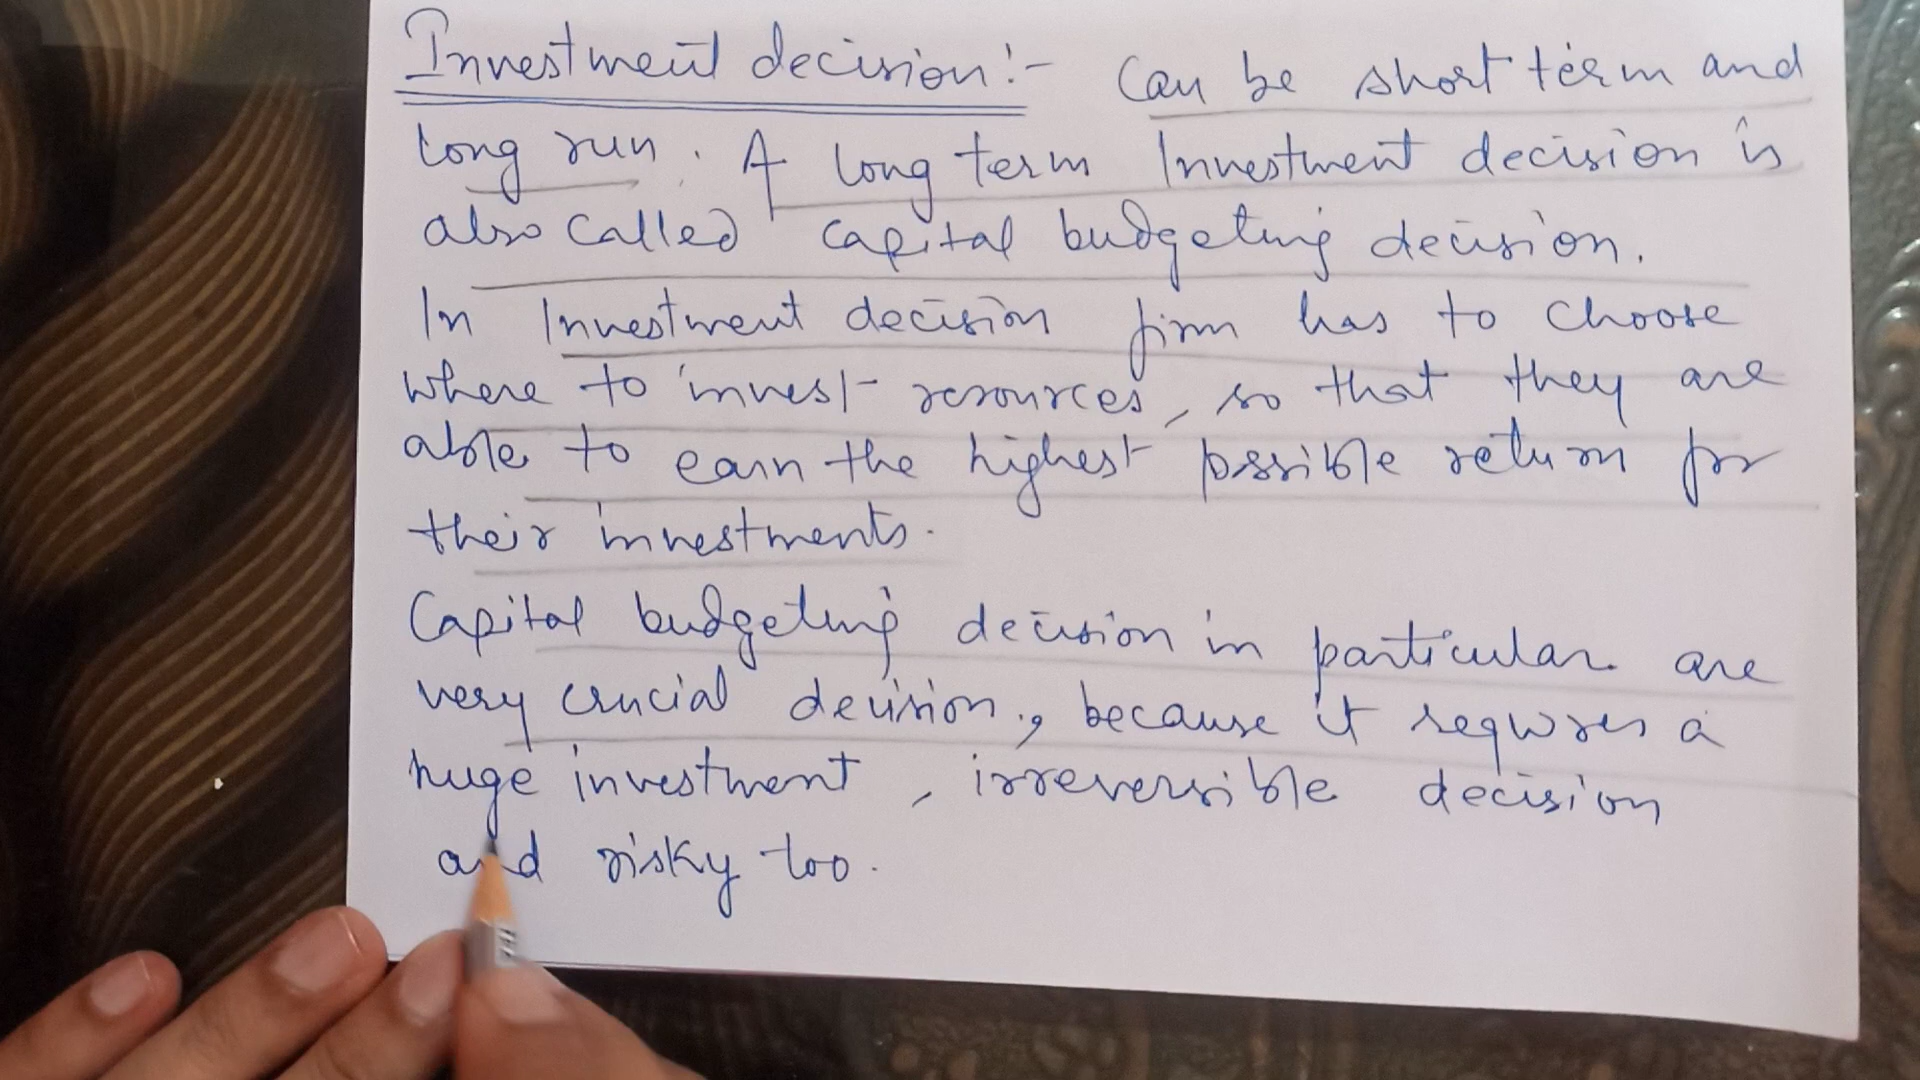 Investment decision:- Can be short term and
long run. A long term Investment decision is
also called capital budgeting decision.
In Investment decision firm has to choose
where to invest resources, so that they are
able to earn the highest possible return for
their investments.
Capital budgeting decision in particular are
very crucial decision., because it requires a
huge investment, irreversible decision
and risky too.